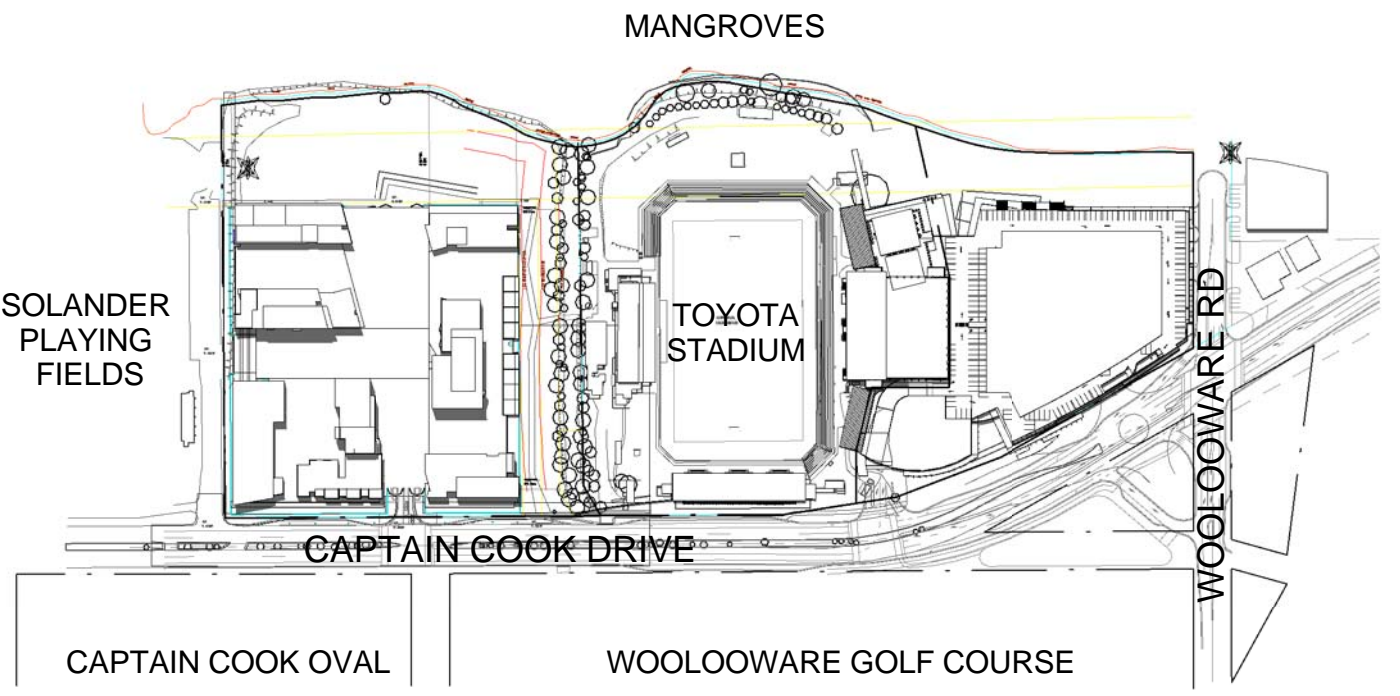 MANGROVES
SOLANDER
PLAYING
FIELDS
TOYOTA
STADIUM
WOOLOOWARE RD
CAPTAIN COOK DRIVE
CAPTAIN COOK OVAL
WOOLOOWARE GOLF COURSE